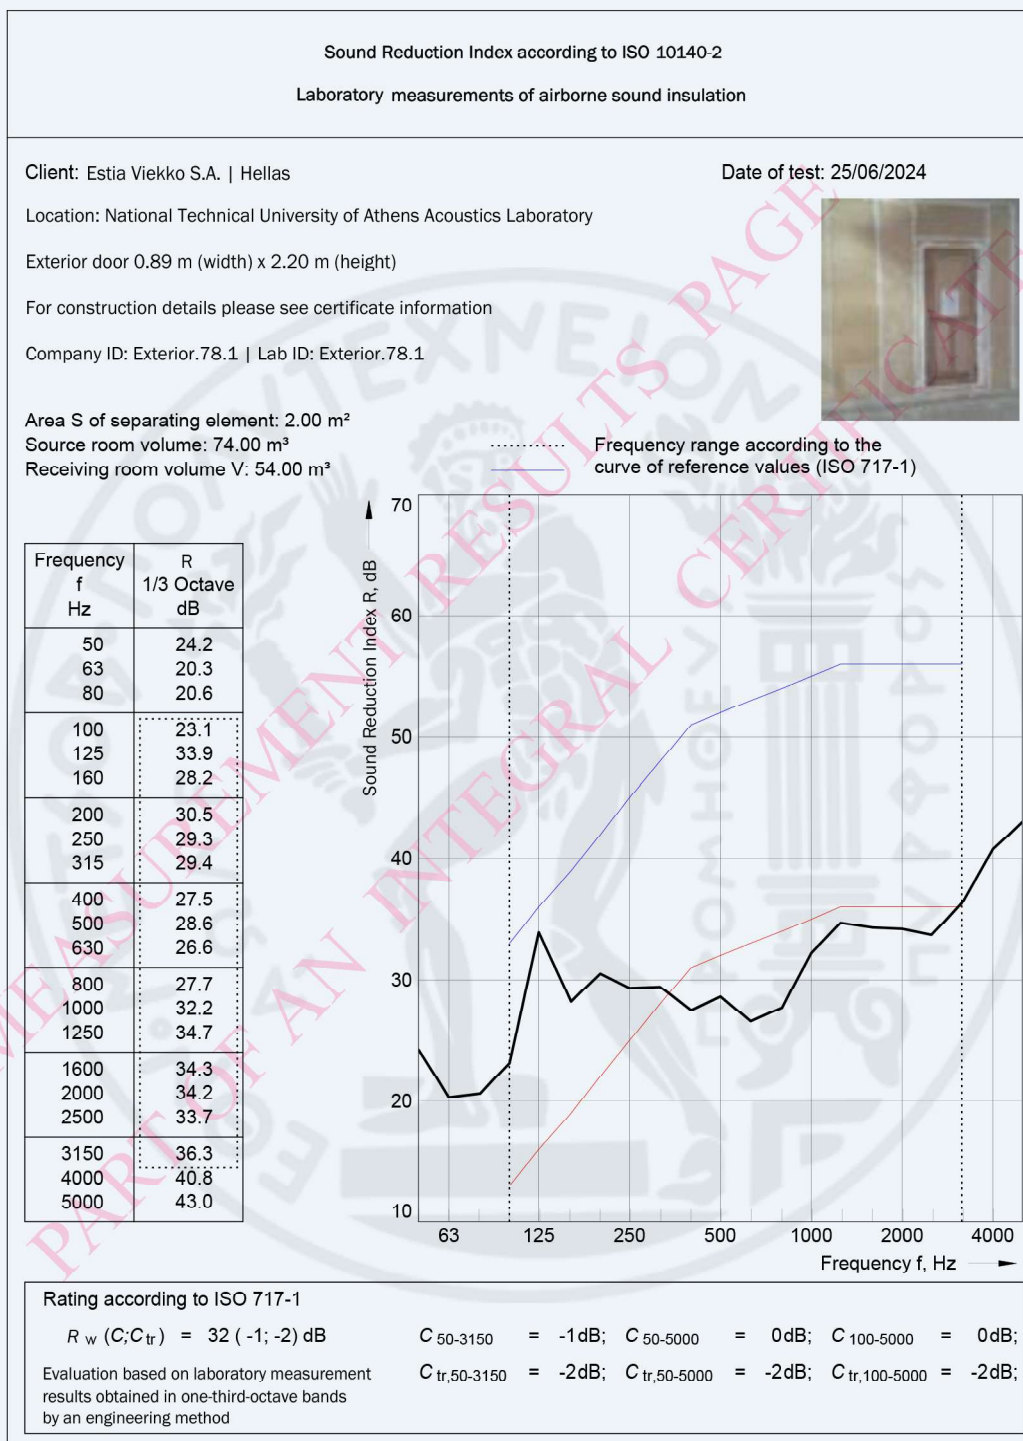 Sound Reduction Index according to ISO 10140-2
Laboratory measurements of airborne sound insulation
Client: Estia Viekko S.A. | Hellas
Date of test: 25/06/2024
Location: National Technical University of Athens Acoustics Laboratory
Exterior door 0.89 m (width) x 2.20 m (height)
For construction details please see certificate information
Company ID: Exterior.78.1 | Lab ID: Exterior.78.1
Area S of separating element: 2.00 m²
Source room volume: 74.00 m³
Receiving room volume V: 54.00 m³
Frequency range according to the
curve of reference values (ISO 717-1)
Frequency f Hz | R 1/3 Octave dB
50 24.2
63 20.3
80 20.6
100 23.1
125 33.9
160 28.2
200 30.5
250 29.3
315 29.4
400 27.5
500 28.6
630 26.6
800 27.7
1000 32.2
1250 34.7
1600 34.3
2000 34.2
2500 33.7
3150 36.3
4000 40.8
5000 43.0
Sound Reduction Index R, dB
70
60
50
40
30
20
10
63 125 250 500 1000 2000 4000
Frequency f, Hz
MEASUREMENT RESULTS PAGE
PART OF AN INTEGRAL CERTIFICATE
Rating according to ISO 717-1
R w (C;C tr) = 32 ( -1; -2) dB
C 50-3150 = -1dB; C 50-5000 = 0dB; C 100-5000 = 0dB;
C tr,50-3150 = -2dB; C tr,50-5000 = -2dB; C tr,100-5000 = -2dB;
Evaluation based on laboratory measurement
results obtained in one-third-octave bands
by an engineering method